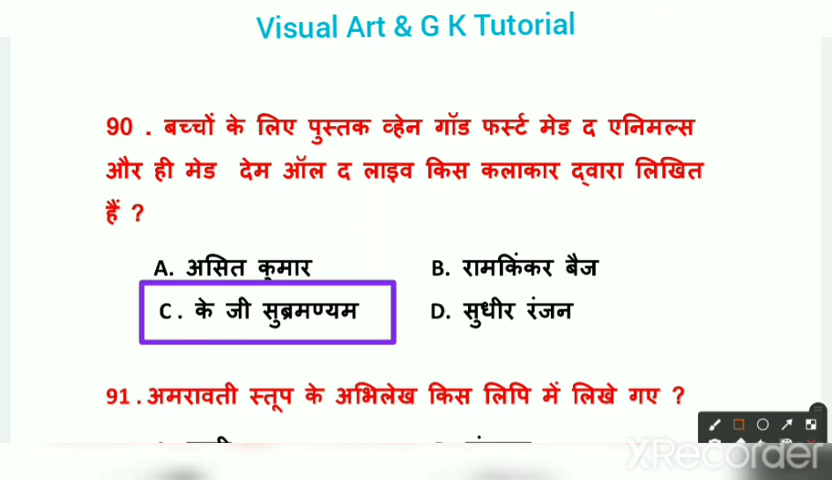 Visual Art & G K Tutorial
90 . बच्चों के लिए पुस्तक व्हेन गॉड फर्स्ट मेड द एनिमल्स
और ही मेड देम ऑल द लाइव किस कलाकार द्वारा लिखित
हैं ?
A. असित कुमार B. रामकिंकर बैज
C . के जी सुब्रमण्यम D. सुधीर रंजन
91 . अमरावती स्तूप के अभिलेख किस लिपि में लिखे गए ?
XRecorder